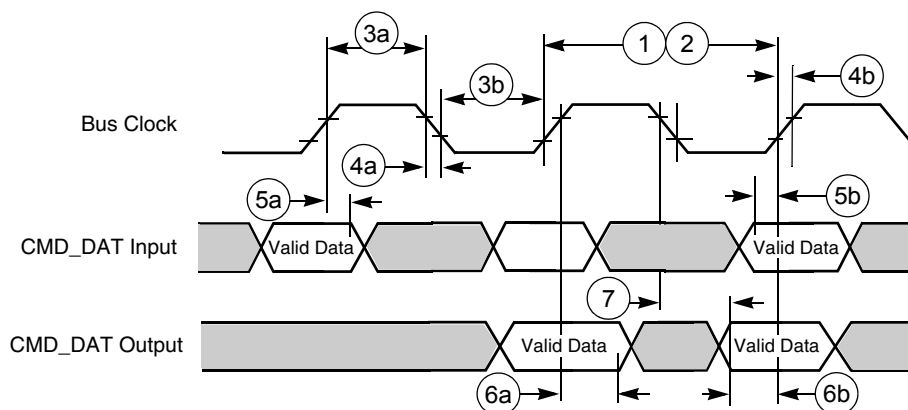 3a
1 2
3b
4b
Bus Clock
4a
5a
5b
CMD_DAT Input
Valid Data
Valid Data
7
CMD_DAT Output
Valid Data
Valid Data
6a
6b